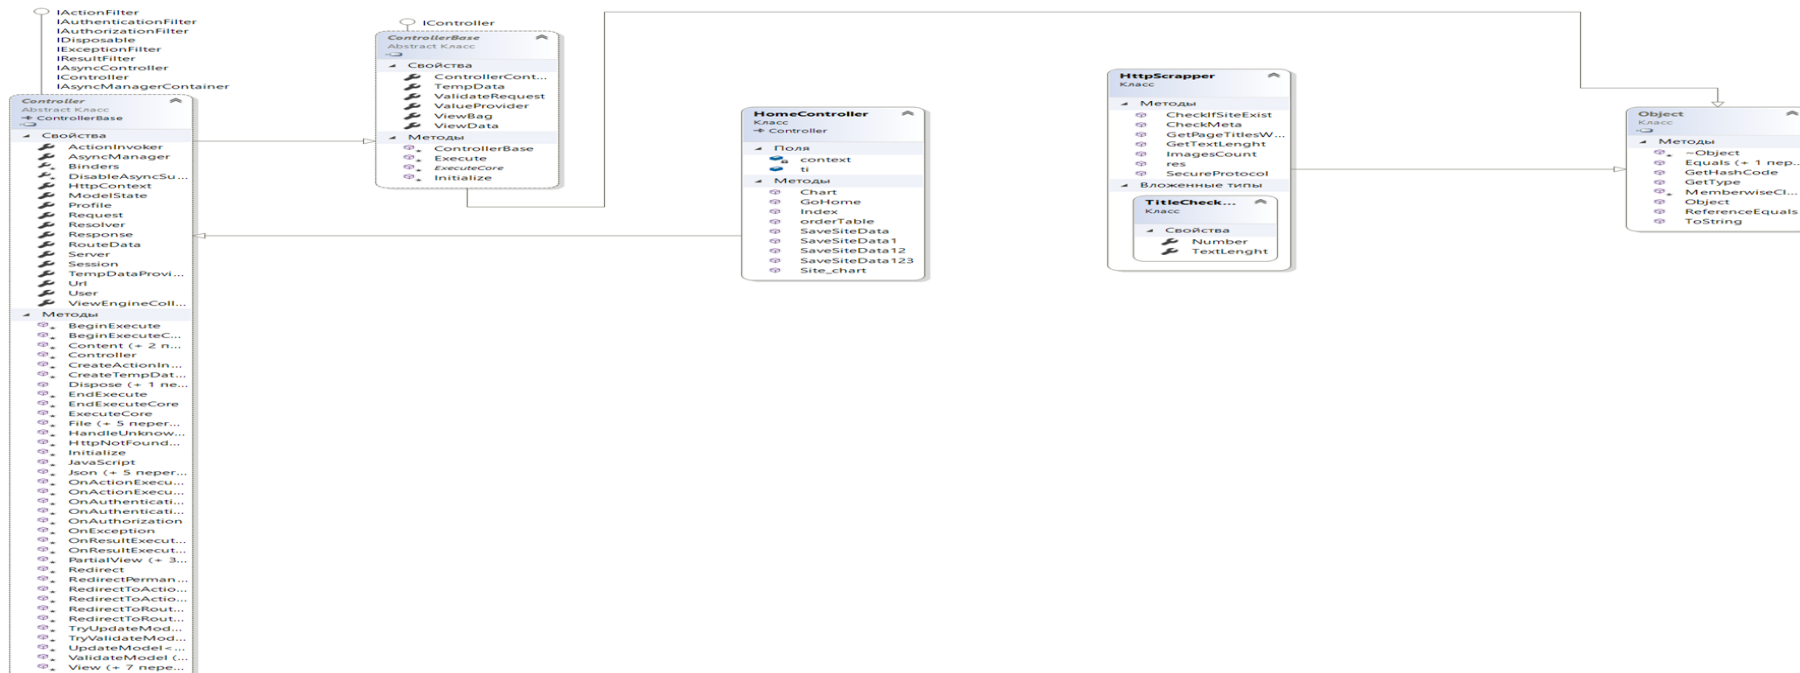 IActionFilter
IAuthenticationFilter
IAuthorizationFilter
IDisposable
IExceptionFilter
IResultFilter
IAsyncController
IController
IAsyncManagerContainer
Controller
Abstract Класс
ControllerBase
Свойства
ActionInvoker
AsyncManager
Binders
DisableAsyncSu...
HttpContext
ModelState
Profile
Request
Resolver
Response
RouteData
Server
Session
TempDataProvi...
Url
User
ViewEngineColl...
Методы
BeginExecute
BeginExecuteC...
Content (+ 2 п...
Controller
CreateActionIn...
CreateTempDat...
Dispose (+ 1 пе...
EndExecute
EndExecuteCore
ExecuteCore
File (+ 5 перег...
HandleUnknow...
HttpNotFound...
Initialize
JavaScript
Json (+ 5 перег...
OnActionExecu...
OnActionExecu...
OnAuthenticati...
OnAuthenticati...
OnAuthorization
OnException
OnResultExecut...
OnResultExecut...
PartialView (+ 3...
Redirect
RedirectPerman...
RedirectToActio...
RedirectToActio...
RedirectToRout...
RedirectToRout...
TryUpdateMod...
TryValidateMod...
UpdateModel<...
ValidateModel (...
View (+ 7 пере...
IController
ControllerBase
Abstract Класс
Свойства
ControllerCont...
TempData
ValidateRequest
ValueProvider
ViewBag
ViewData
Методы
ControllerBase
Execute
ExecuteCore
Initialize
HomeController
Класс
Controller
Поля
context
ti
Методы
Chart
GoHome
Index
orderTable
SaveSiteData
SaveSiteData1
SaveSiteData12
SaveSiteData123
Site_chart
HttpScrapper
Класс
Методы
CheckIfSiteExist
CheckMeta
GetPageTitlesW...
GetTextLenght
ImagesCount
res
SecureProtocol
Вложенные типы
TitleCheck...
Класс
Свойства
Number
TextLenght
Object
Класс
Методы
~Object
Equals (+ 1 пер...
GetHashCode
GetType
MemberwiseCl...
Object
ReferenceEquals
ToString